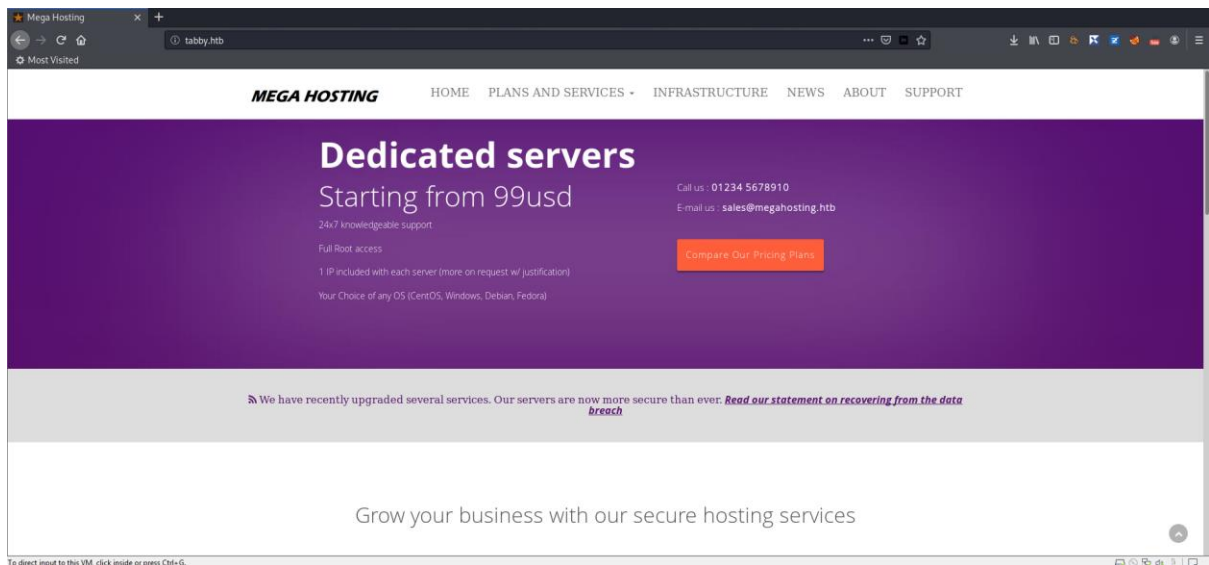 Mega Hosting
tabby.htb
Most Visited
MEGA HOSTING
HOME PLANS AND SERVICES INFRASTRUCTURE NEWS ABOUT SUPPORT
Dedicated servers
Starting from 99usd
24x7 knowledgeable support
Full Root access
1 IP included with each server (more on request w/ justification)
Your Choice of any OS (CentOS, Windows, Debian, Fedora)
Call us : 01234 5678910
E-mail us : sales@megahosting.htb
Compare Our Pricing Plans
We have recently upgraded several services. Our servers are now more secure than ever. Read our statement on recovering from the data
breach
Grow your business with our secure hosting services
To direct input to this VM, click inside or press Ctrl+G.